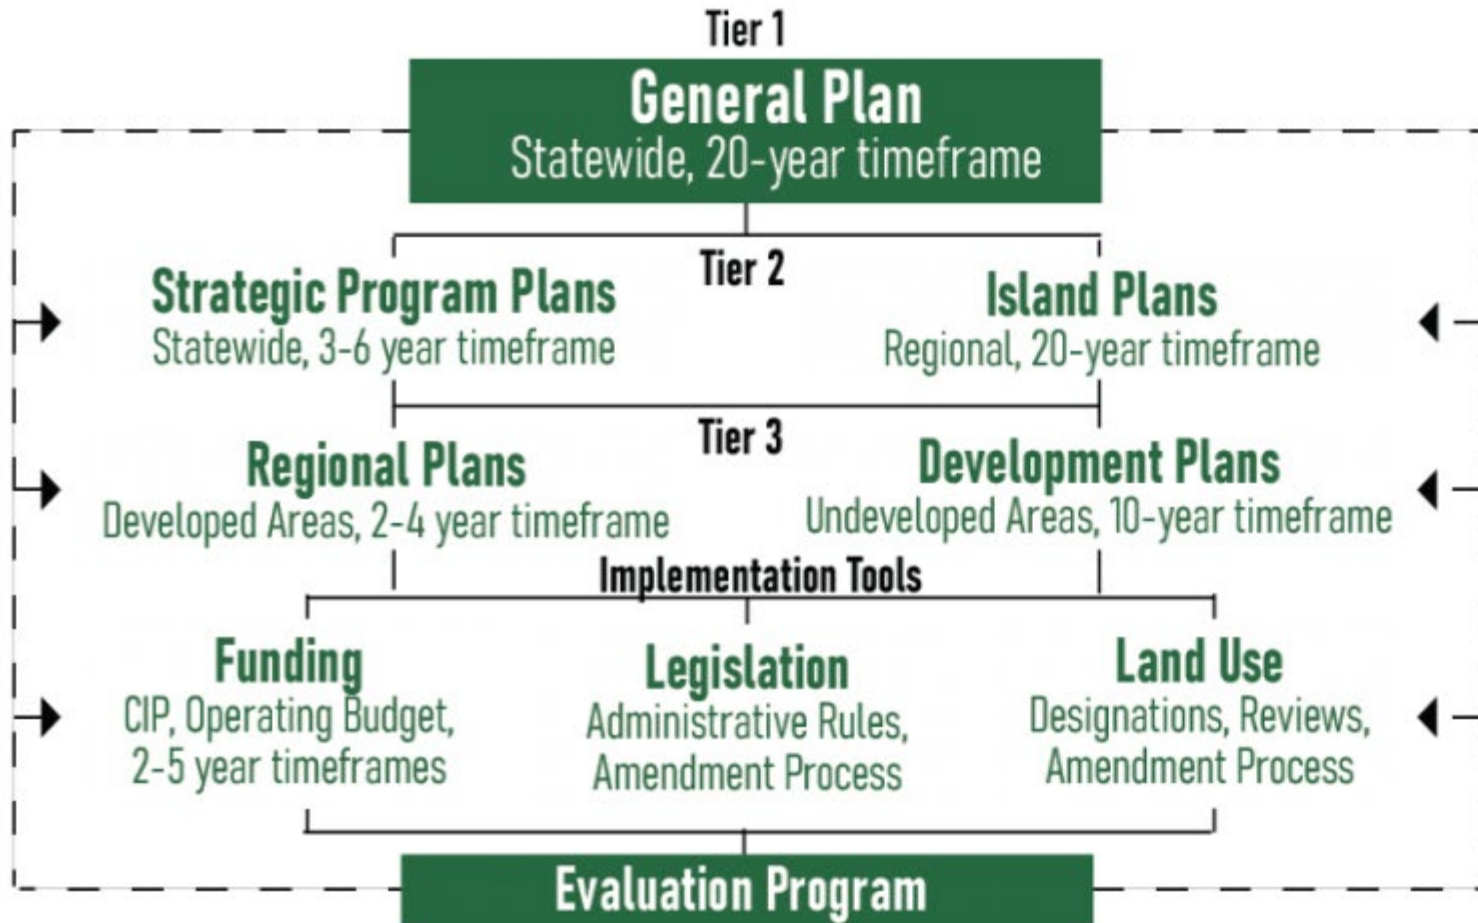 Tier 1
General Plan
Statewide, 20-year timeframe
Tier 2
Strategic Program Plans
Statewide, 3-6 year timeframe
Island Plans
Regional, 20-year timeframe
Tier 3
Regional Plans
Developed Areas, 2-4 year timeframe
Development Plans
Undeveloped Areas, 10-year timeframe
Implementation Tools
Funding
CIP, Operating Budget,
2-5 year timeframes
Legislation
Administrative Rules,
Amendment Process
Land Use
Designations, Reviews,
Amendment Process
Evaluation Program